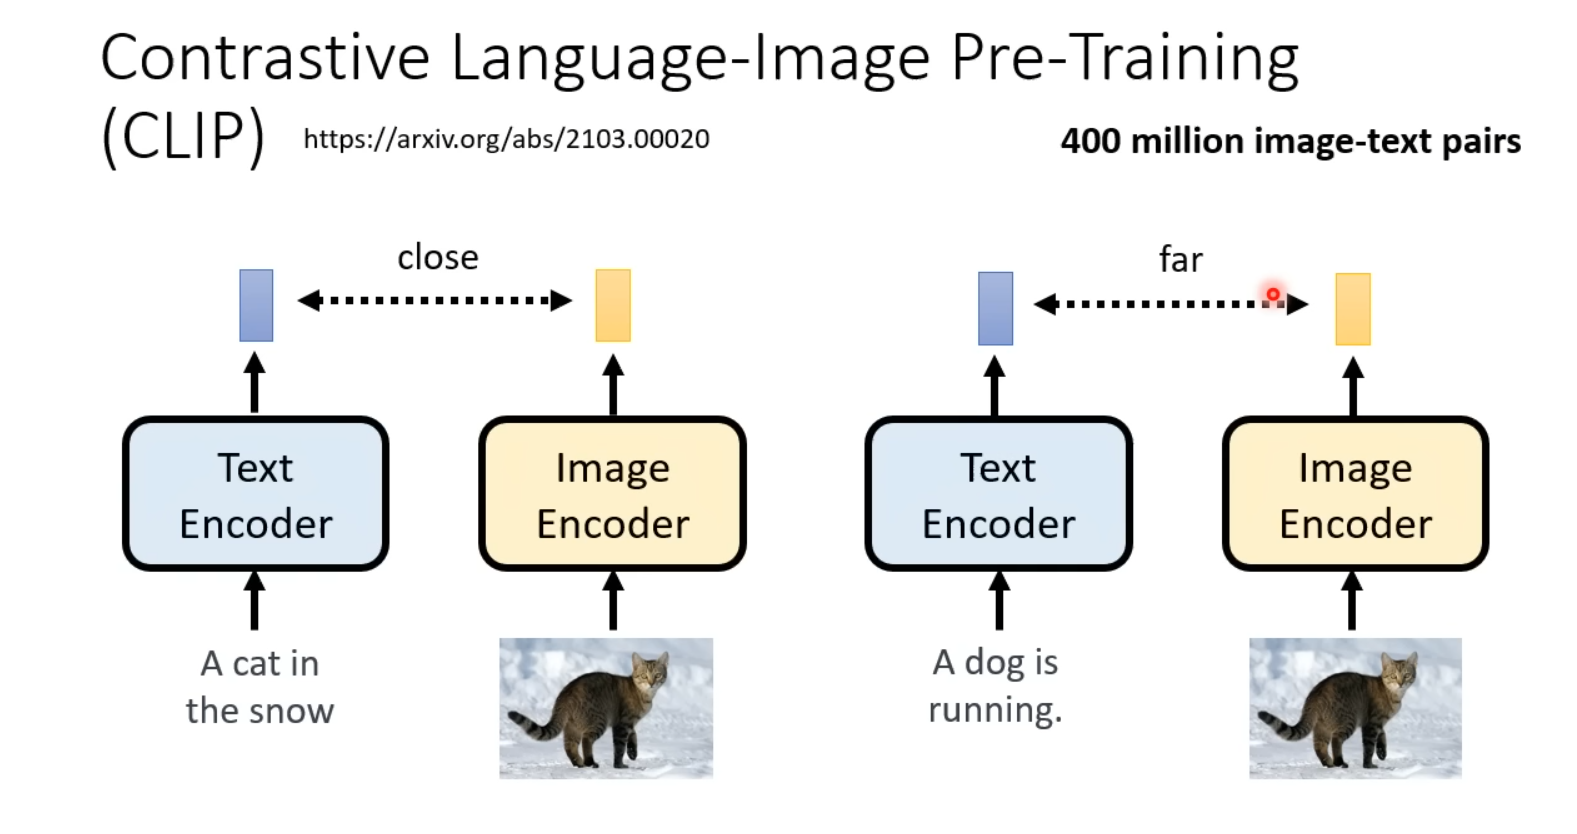 Contrastive Language-Image Pre-Training
(CLIP) https://arxiv.org/abs/2103.00020 400 million image-text pairs
close
far
Text
Encoder
Image
Encoder
Text
Encoder
Image
Encoder
A cat in
the snow
A dog is
running.